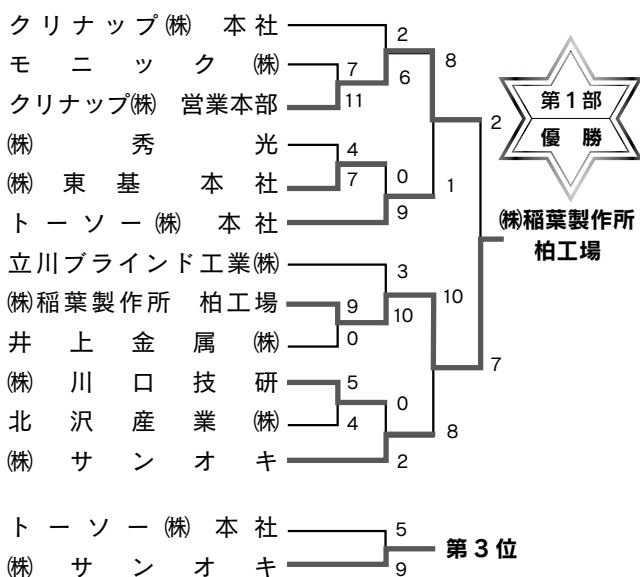 クリナップ㈱ 本社
モニック㈱
クリナップ㈱ 営業本部
㈱秀光
㈱東基本社
トーソー㈱ 本社
立川ブラインド工業㈱
㈱稲葉製作所 柏工場
井上金属㈱
㈱川口技研
北沢産業㈱
㈱サンオキ
2
7
11
6
8
4
7
0
9
1
2
3
9
0
10
10
5
4
0
2
8
7
第1部
優勝
㈱稲葉製作所
柏工場
トーソー㈱ 本社
㈱サンオキ
5
9
第3位